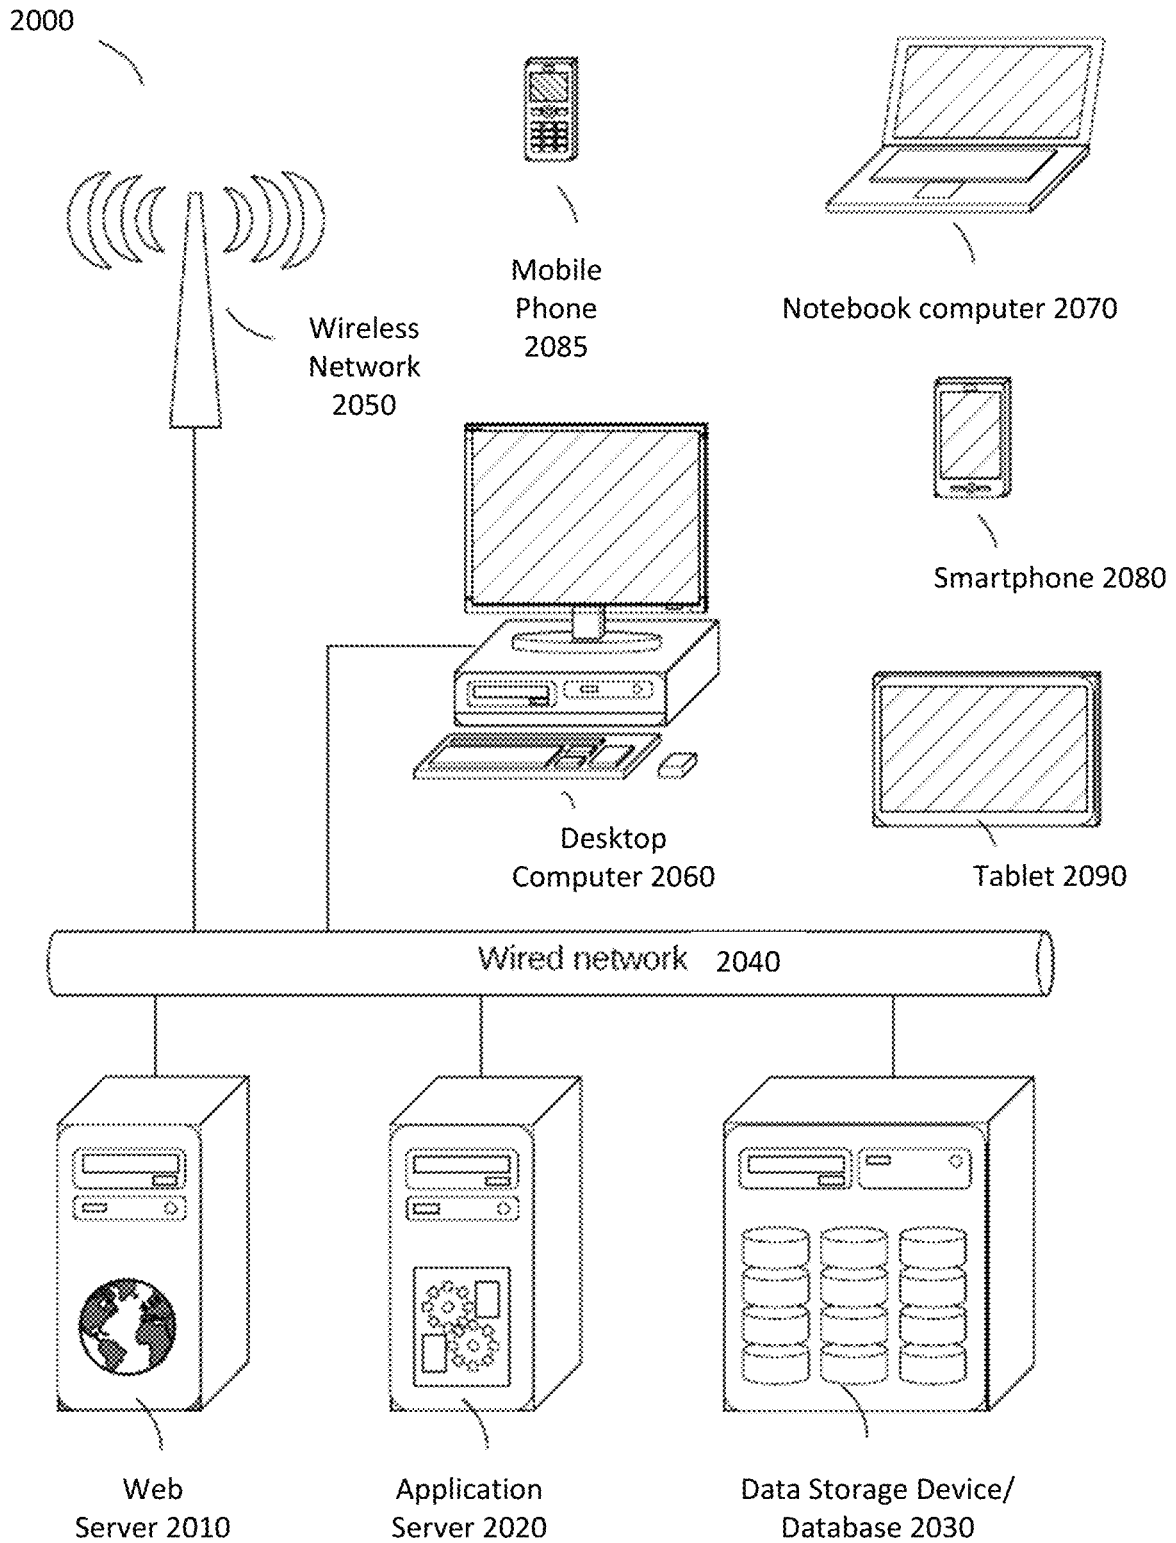 2000
Mobile
Phone
2085
Notebook computer 2070
Wireless
Network
2050
Smartphone 2080
Desktop
Computer 2060
Tablet 2090
Wired network 2040
Web
Server 2010
Application
Server 2020
Data Storage Device/
Database 2030